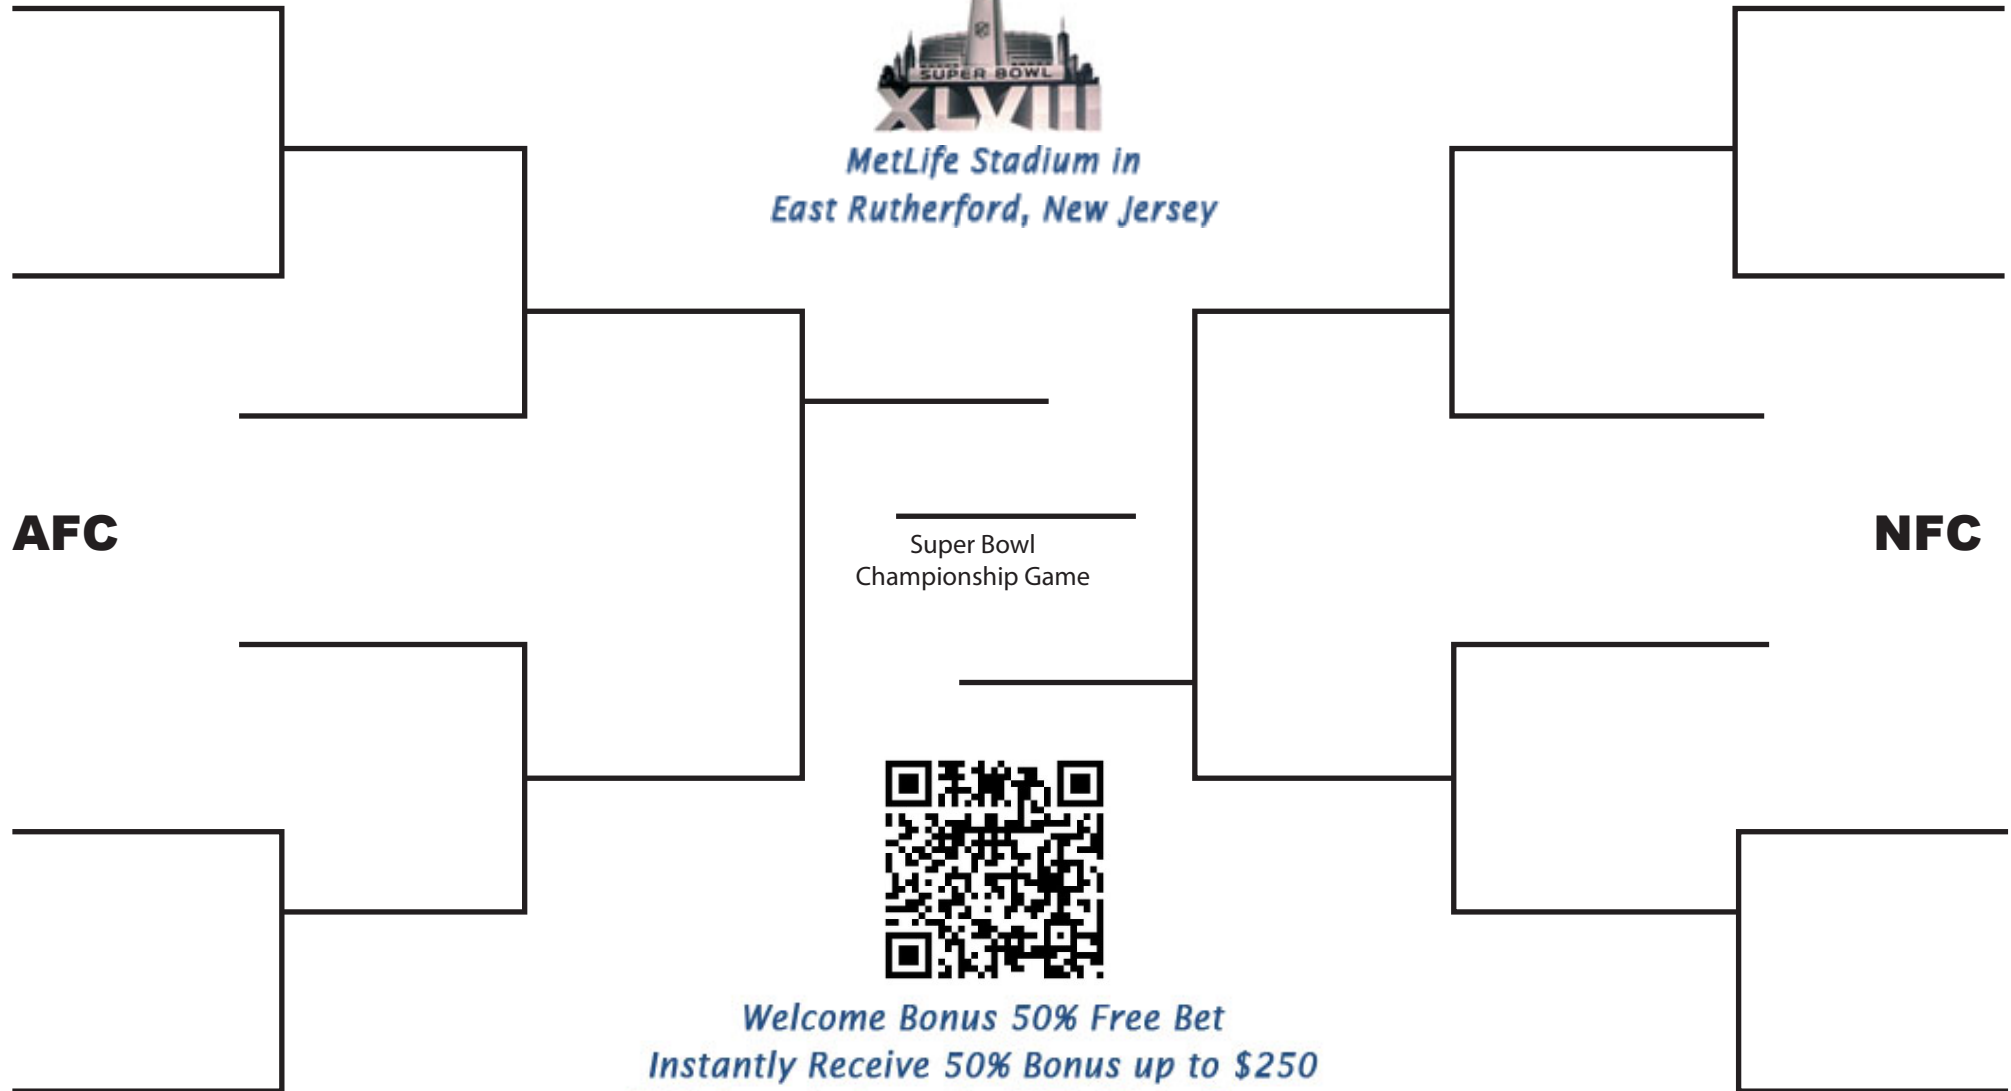 SUPER BOWL
XLVIII
MetLife Stadium in
East Rutherford, New Jersey
AFC
NFC
Super Bowl
Championship Game
Welcome Bonus 50% Free Bet
Instantly Receive 50% Bonus up to $250